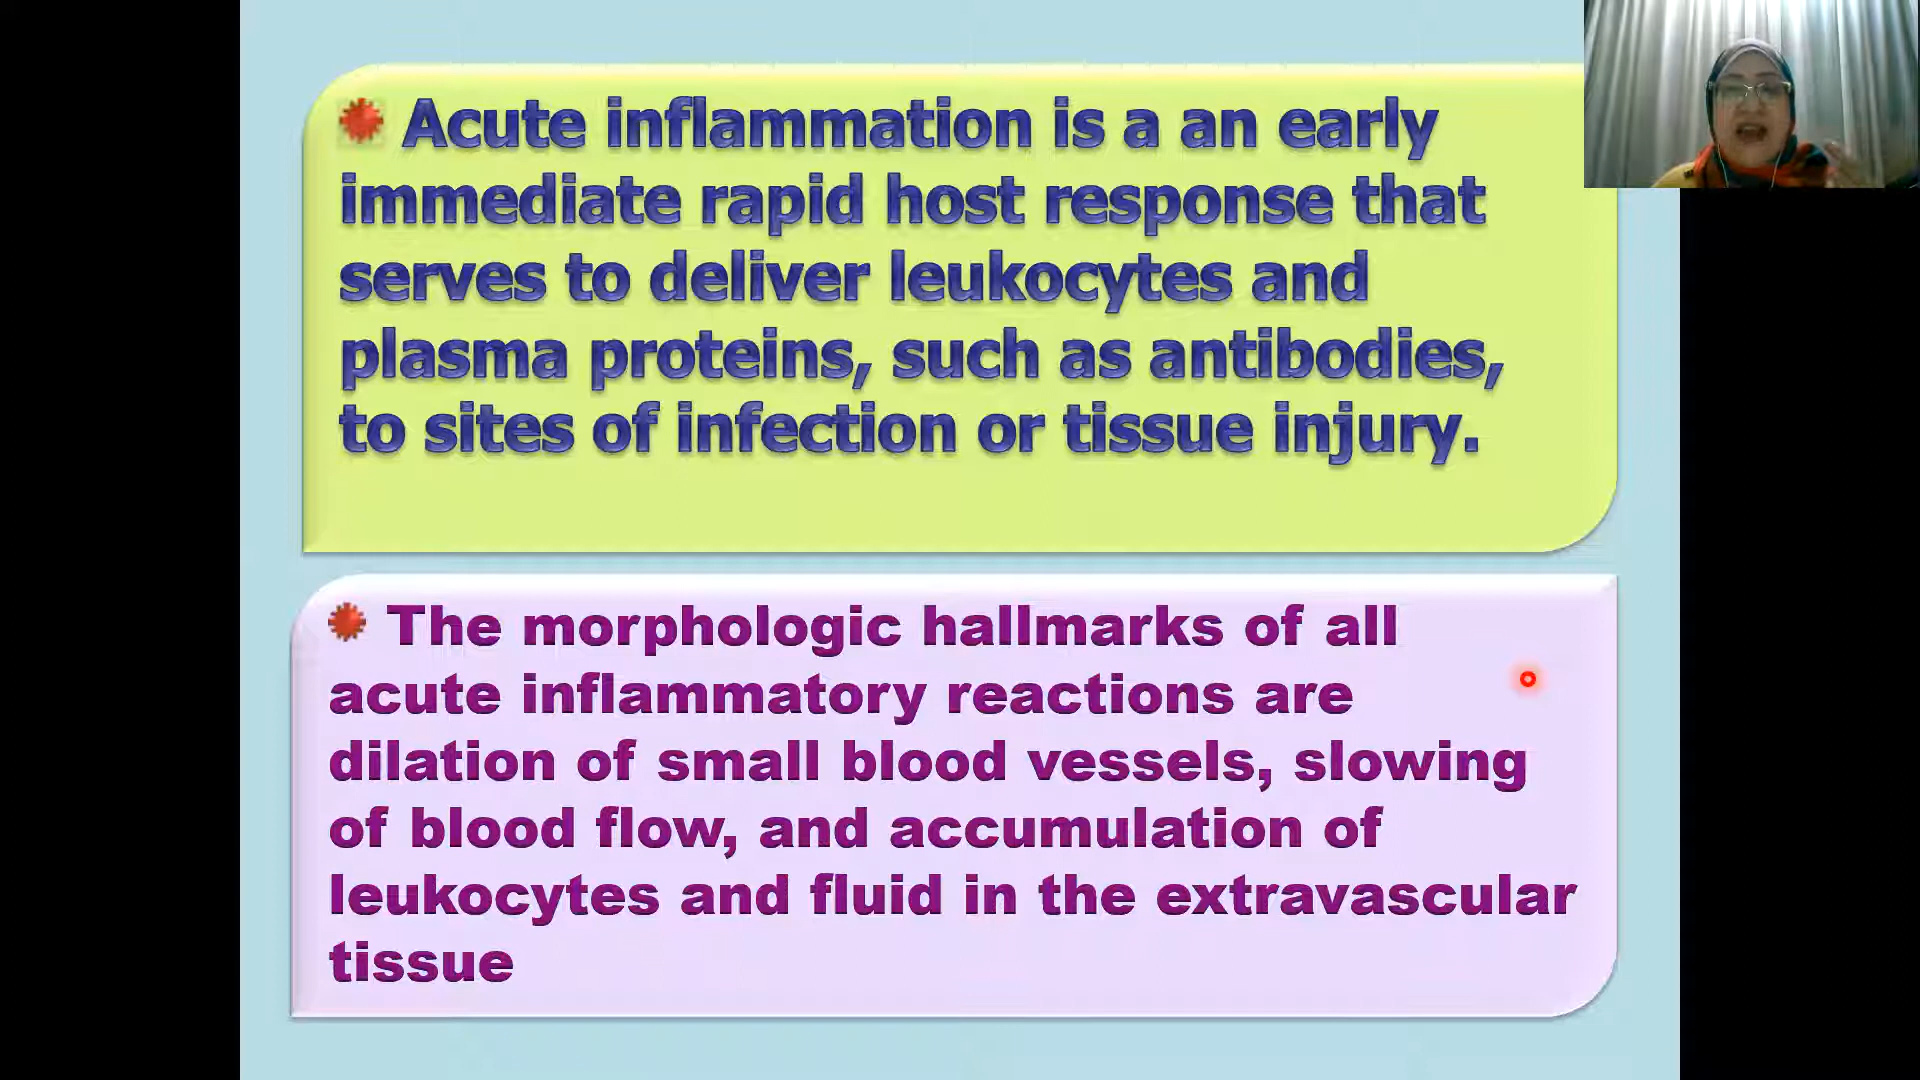 Acute inflammation is a an early
immediate rapid host response that
serves to deliver leukocytes and
plasma proteins, such as antibodies,
to sites of infection or tissue injury.
The morphologic hallmarks of all
acute inflammatory reactions are
dilation of small blood vessels, slowing
of blood flow, and accumulation of
leukocytes and fluid in the extravascular
tissue